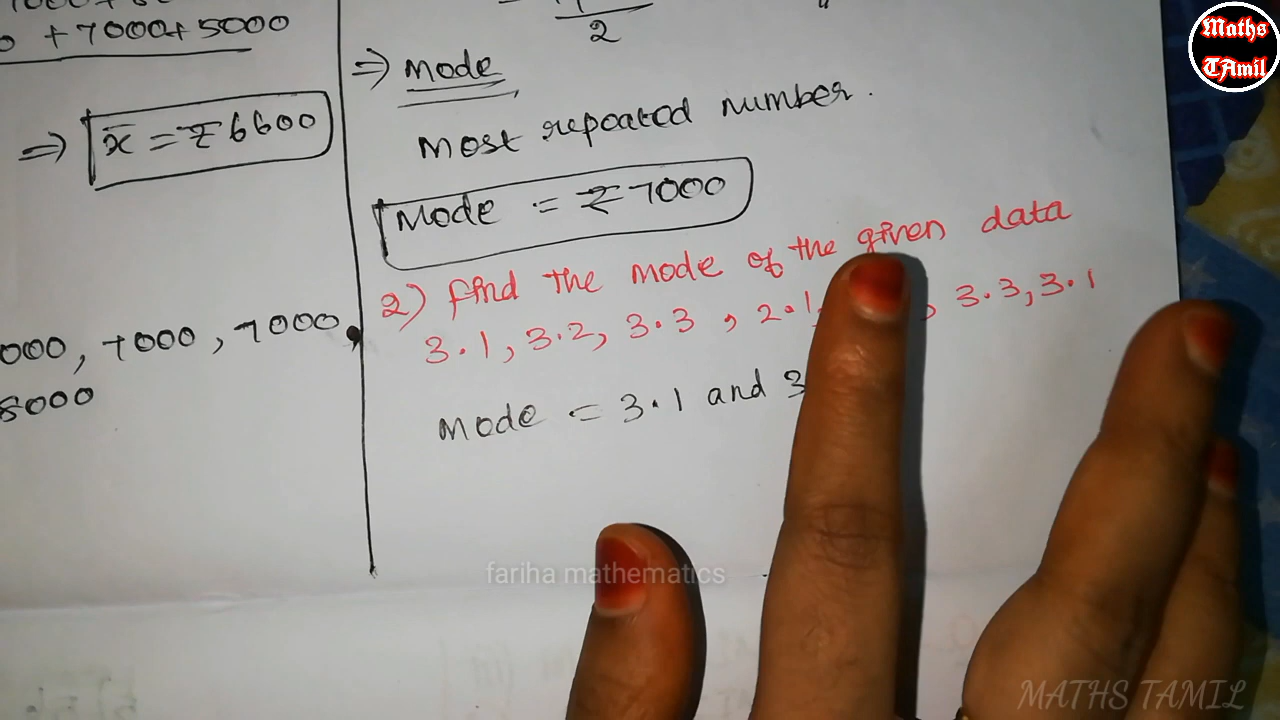 +7000+5000
⇒ x̄ = ₹6600
000, 7000, 7000,
8000
2
⇒ Mode
Most repeated number.
Mode = ₹7000
2) Find the mode of the given data
3.1, 3.2, 3.3, 2.1, , 3.3, 3.1
Mode = 3.1 and 3
fariha mathematics
Maths
TAmil
MATHS TAMIL